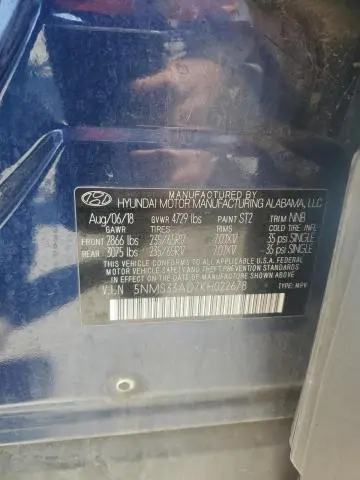 MANUFACTURED BY
HYUNDAI MOTOR MANUFACTURING ALABAMA, LLC
Aug/06/18 GVWR 4729 lbs PAINT ST2 TRIM NNB
GAWR TIRES RIMS COLD TIRE INFL
FRONT 2866 lbs 235/65R17 7.0JX17 35 psi SINGLE
REAR 3075 lbs 235/65R17 7.0JX17 35 psi SINGLE
THIS VEHICLE CONFORMS TO ALL APPLICABLE U.S.A. FEDERAL
MOTOR VEHICLE SAFETY AND THEFT PREVENTION STANDARDS
IN EFFECT ON THE DATE OF MANUFACTURE SHOWN ABOVE.
V.I.N 5NMS33AD7KH022678
TYPE: MPV